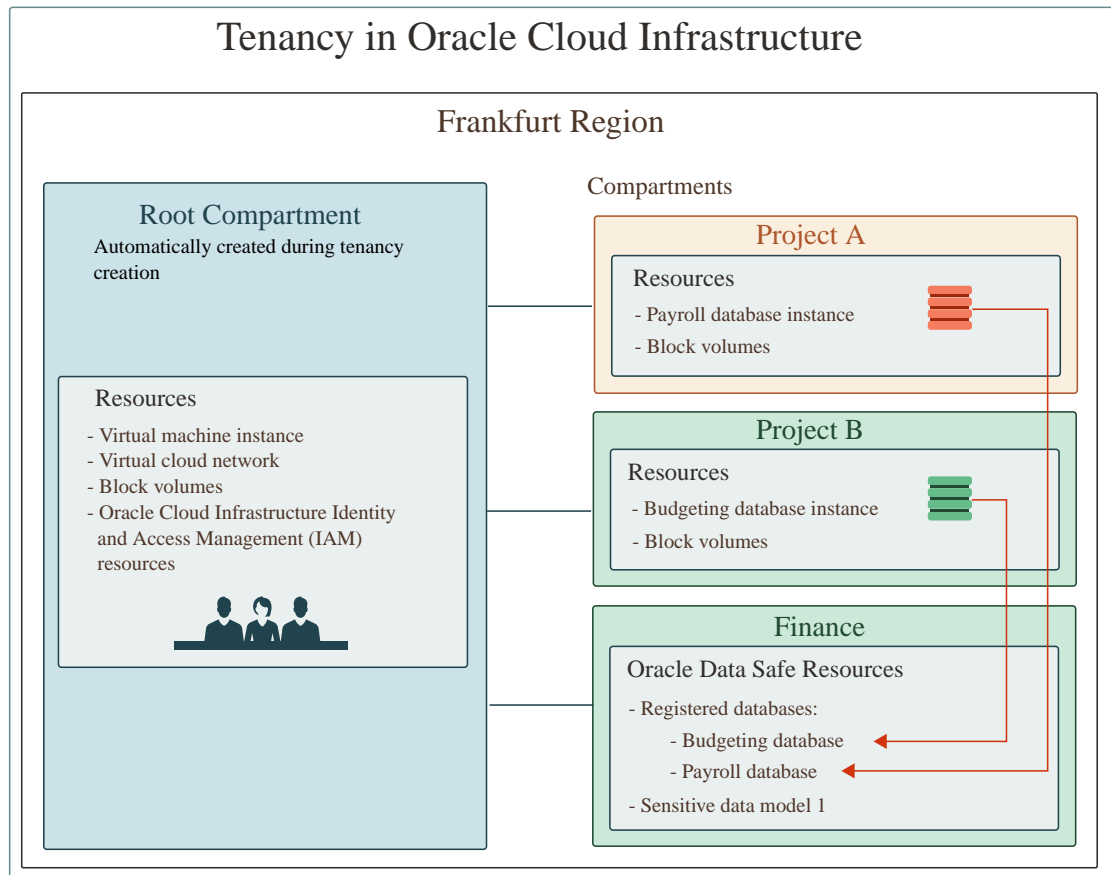 Tenancy in Oracle Cloud Infrastructure
Frankfurt Region
Root Compartment
Automatically created during tenancy
creation
Resources
- Virtual machine instance
- Virtual cloud network
- Block volumes
- Oracle Cloud Infrastructure Identity
and Access Management (IAM)
resources
Compartments
Project A
Resources
- Payroll database instance
- Block volumes
Project B
Resources
- Budgeting database instance
- Block volumes
Finance
Oracle Data Safe Resources
- Registered databases:
- Budgeting database
- Payroll database
- Sensitive data model 1